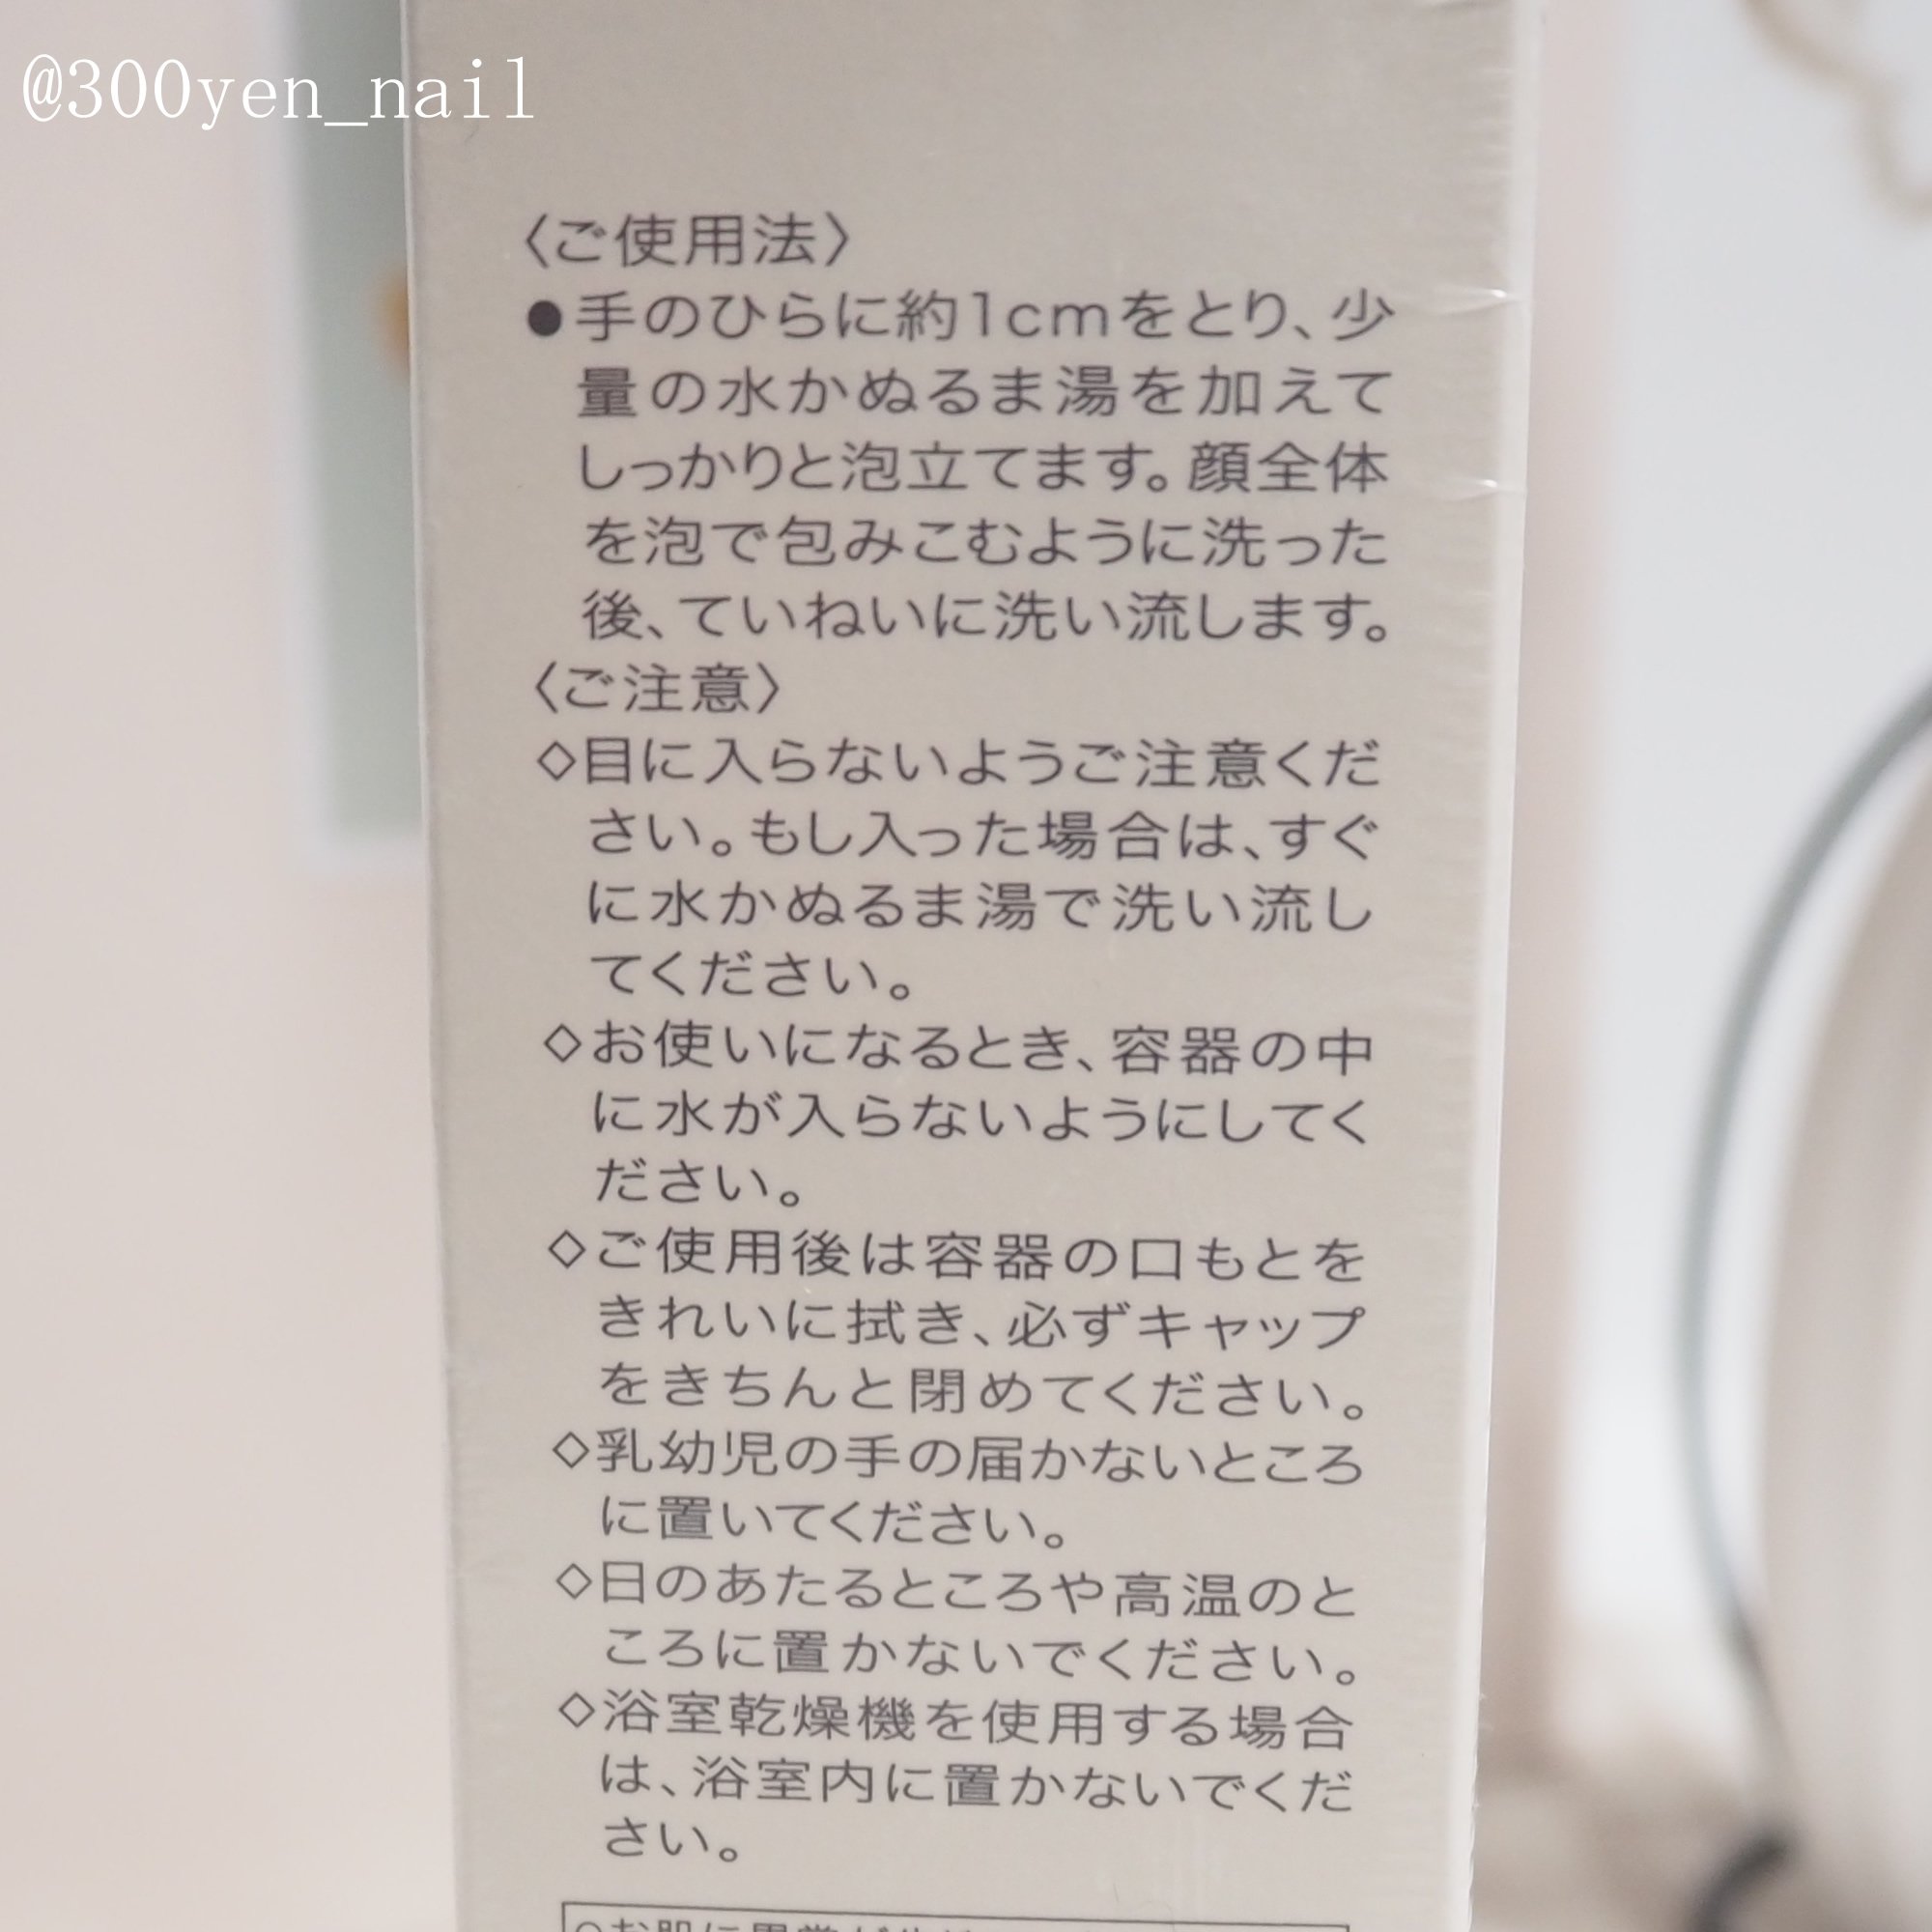 @300yen_nail
〈ご使用法〉
●手のひらに約1cmをとり、少
量の水かぬるま湯を加えて
しっかりと泡立てます。顔全体
を泡で包みこむように洗った
後、ていねいに洗い流します。
〈ご注意〉
◇目に入らないようご注意くだ
さい。もし入った場合は、すぐ
に水かぬるま湯で洗い流し
てください。
◇お使いになるとき、容器の中
に水が入らないようにしてく
ださい。
◇ご使用後は容器の口もとを
きれいに拭き、必ずキャップ
をきちんと閉めてください。
◇乳幼児の手の届かないところ
に置いてください。
◇日のあたるところや高温のと
ころに置かないでください。
◇浴室乾燥機を使用する場合
は、浴室内に置かないでくだ
さい。